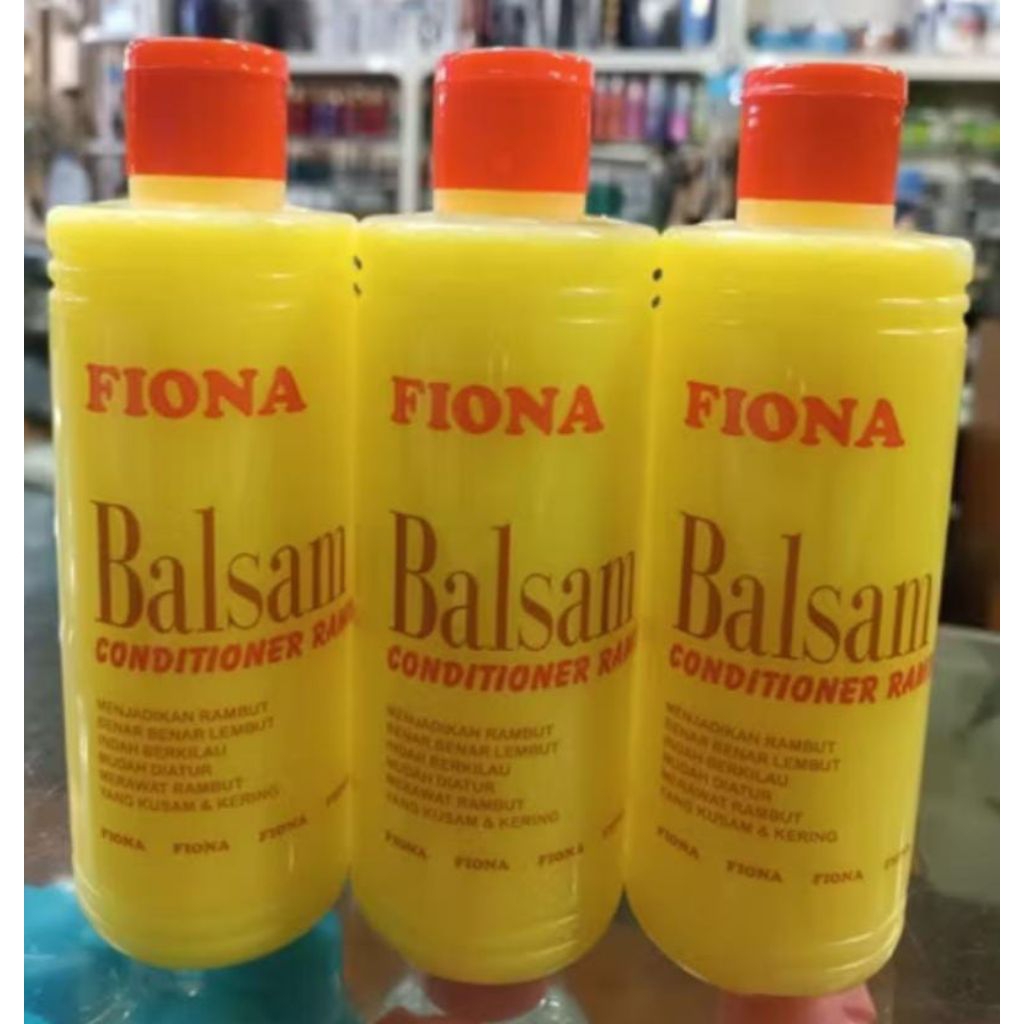 FIONA
Balsam
CONDITIONER
MENJADIKAN RAMBUT
BENAR BENAR LEMBUT
INDAH BERKILAU
MUDAH DIATUR
MERAWAT RAMBUT
YANG KUSAM & KERING
FIONA FIONA FIONA
FIONA
Balsam
CONDITIONER
MENJADIKAN RAMBUT
BENAR BENAR LEMBUT
INDAH BERKILAU
MUDAH DIATUR
MERAWAT RAMBUT
YANG KUSAM & KERING
FIONA FIONA FIONA
FIONA
Balsam
CONDITIONER
MENJADIKAN RAMBUT
BENAR BENAR LEMBUT
INDAH BERKILAU
MUDAH DIATUR
MERAWAT RAMBUT
YANG KUSAM & KERING
FIONA FIONA FIONA